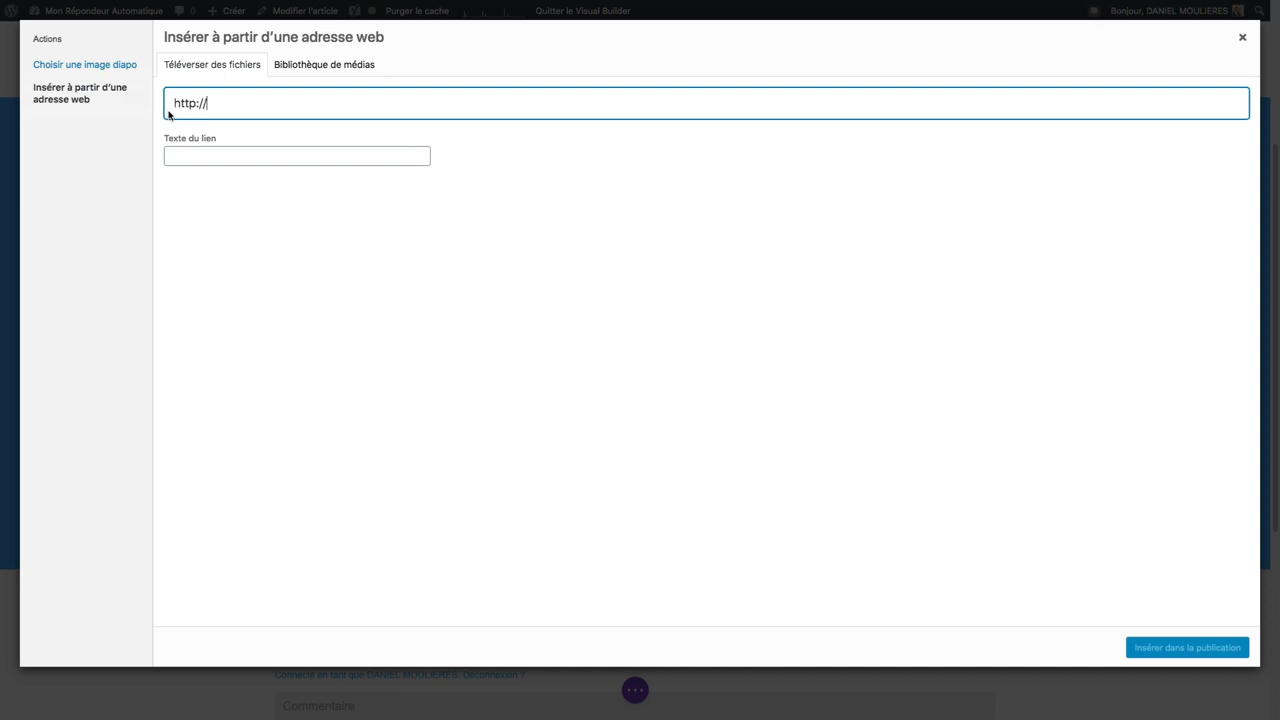 Mon Répondeur Automatique 0 Créer Modifier l'article Purger le cache Quitter le Visual Builder Bonjour, DANIEL MOULIERES
Actions
Choisir une image diapo
Insérer à partir d'une
adresse web
Insérer à partir d'une adresse web
Téléverser des fichiers Bibliothèque de médias
http://
Texte du lien
Insérer dans la publication
Connecté en tant que DANIEL MOULIERES. Déconnexion ?
Commentaire